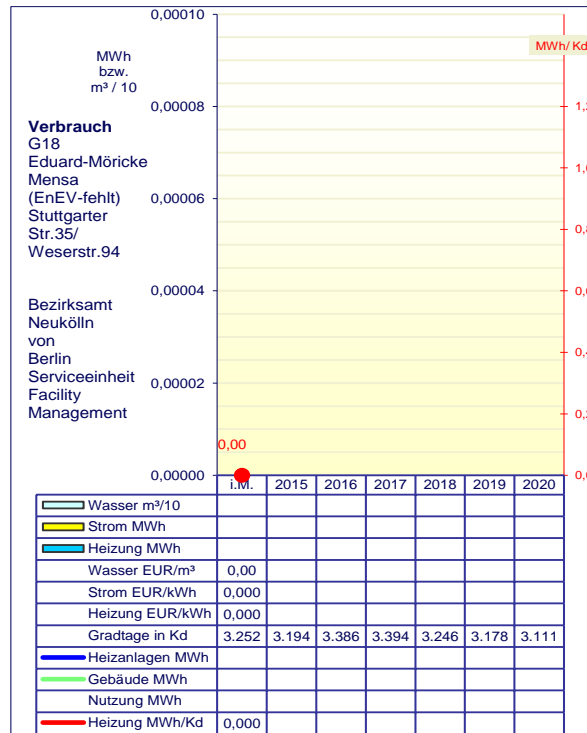 MWh
bzw.
m³ / 10
Verbrauch
G18
Eduard-Möricke
Mensa
(EnEV-fehlt)
Stuttgarter
Str.35/
Weserstr.94
Bezirksamt
Neukölln
von
Berlin
Serviceeinheit
Facility
Management
0,00010
0,00008
0,00006
0,00004
0,00002
0,00000
MWh/Kd
0,00
i.M. 2015 2016 2017 2018 2019 2020
Wasser m³/10
Strom MWh
Heizung MWh
Wasser EUR/m³ 0,00
Strom EUR/kWh 0,000
Heizung EUR/kWh 0,000
Gradtage in Kd 3.252 3.194 3.386 3.394 3.246 3.178 3.111
Heizanlagen MWh
Gebäude MWh
Nutzung MWh
Heizung MWh/Kd 0,000